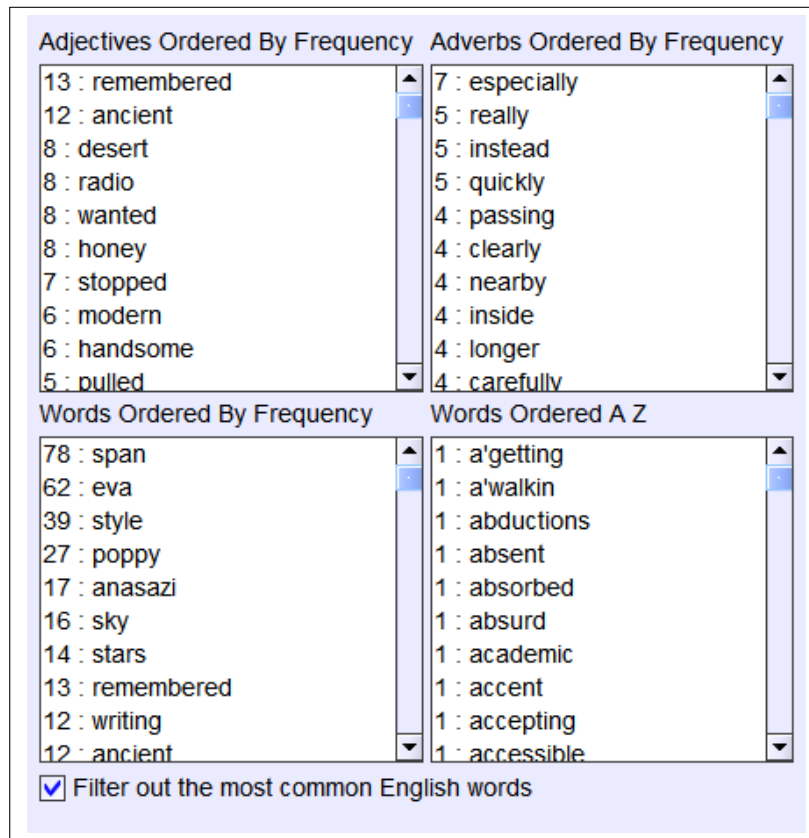 Adjectives Ordered By Frequency
13 : remembered
12 : ancient
8 : desert
8 : radio
8 : wanted
8 : honey
7 : stopped
6 : modern
6 : handsome
5 : pulled
Adverbs Ordered By Frequency
7 : especially
5 : really
5 : instead
5 : quickly
4 : passing
4 : clearly
4 : nearby
4 : inside
4 : longer
4 : carefully
Words Ordered By Frequency
78 : span
62 : eva
39 : style
27 : poppy
17 : anasazi
16 : sky
14 : stars
13 : remembered
12 : writing
12 : ancient
Words Ordered A Z
1 : a'getting
1 : a'walkin
1 : abductions
1 : absent
1 : absorbed
1 : absurd
1 : academic
1 : accent
1 : accepting
1 : accessible
Filter out the most common English words